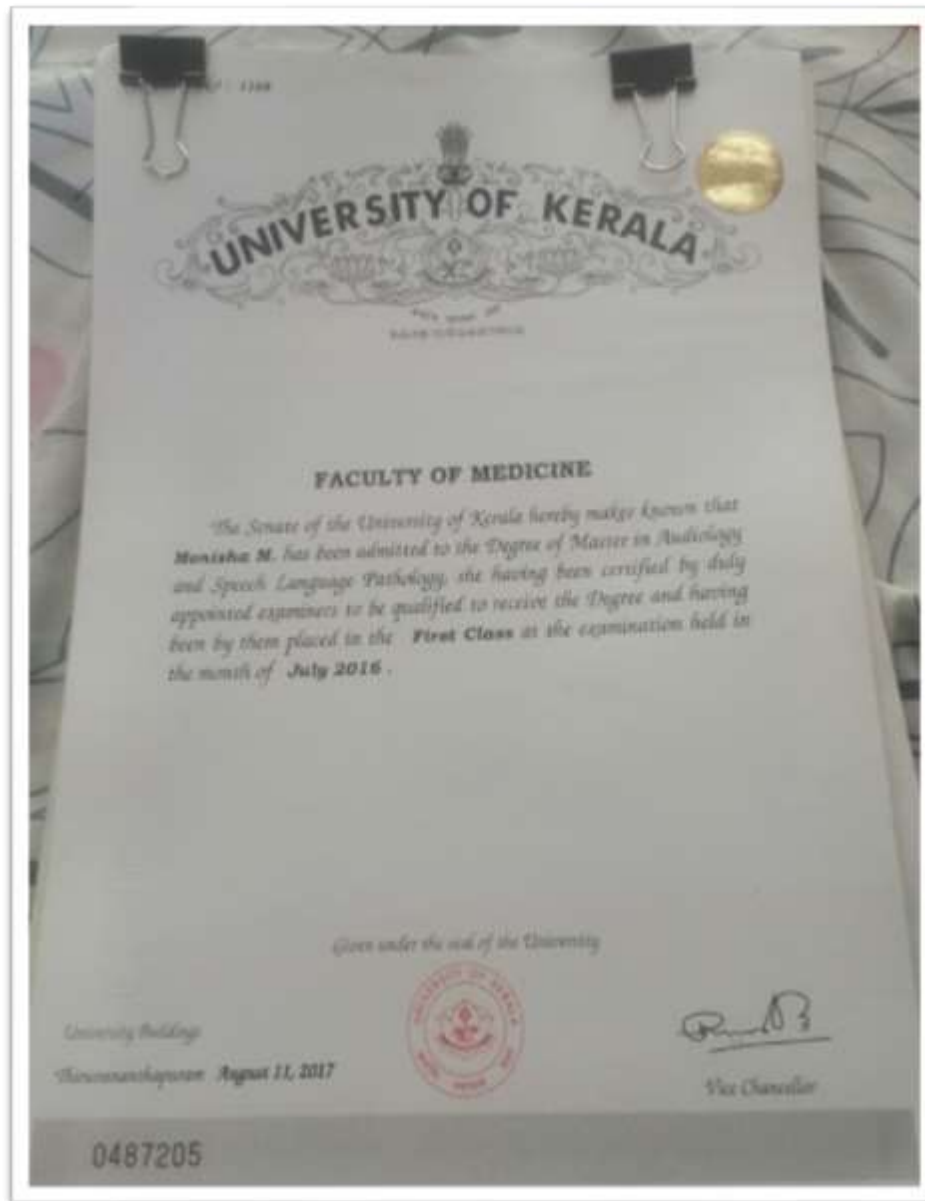 UNIVERSITY OF KERALA
FACULTY OF MEDICINE
The Senate of the University of Kerala hereby makes known that
Monisha M. has been admitted to the Degree of Master in Audiology
and Speech Language Pathology, she having been certified by duly
appointed examiners to be qualified to receive the Degree and having
been by them placed in the First Class at the examination held in
the month of July 2016.
Given under the seal of the University
UNIVERSITY OF KERALA
University Buildings
Thiruvananthapuram August 11, 2017
Vice Chancellor
0487205